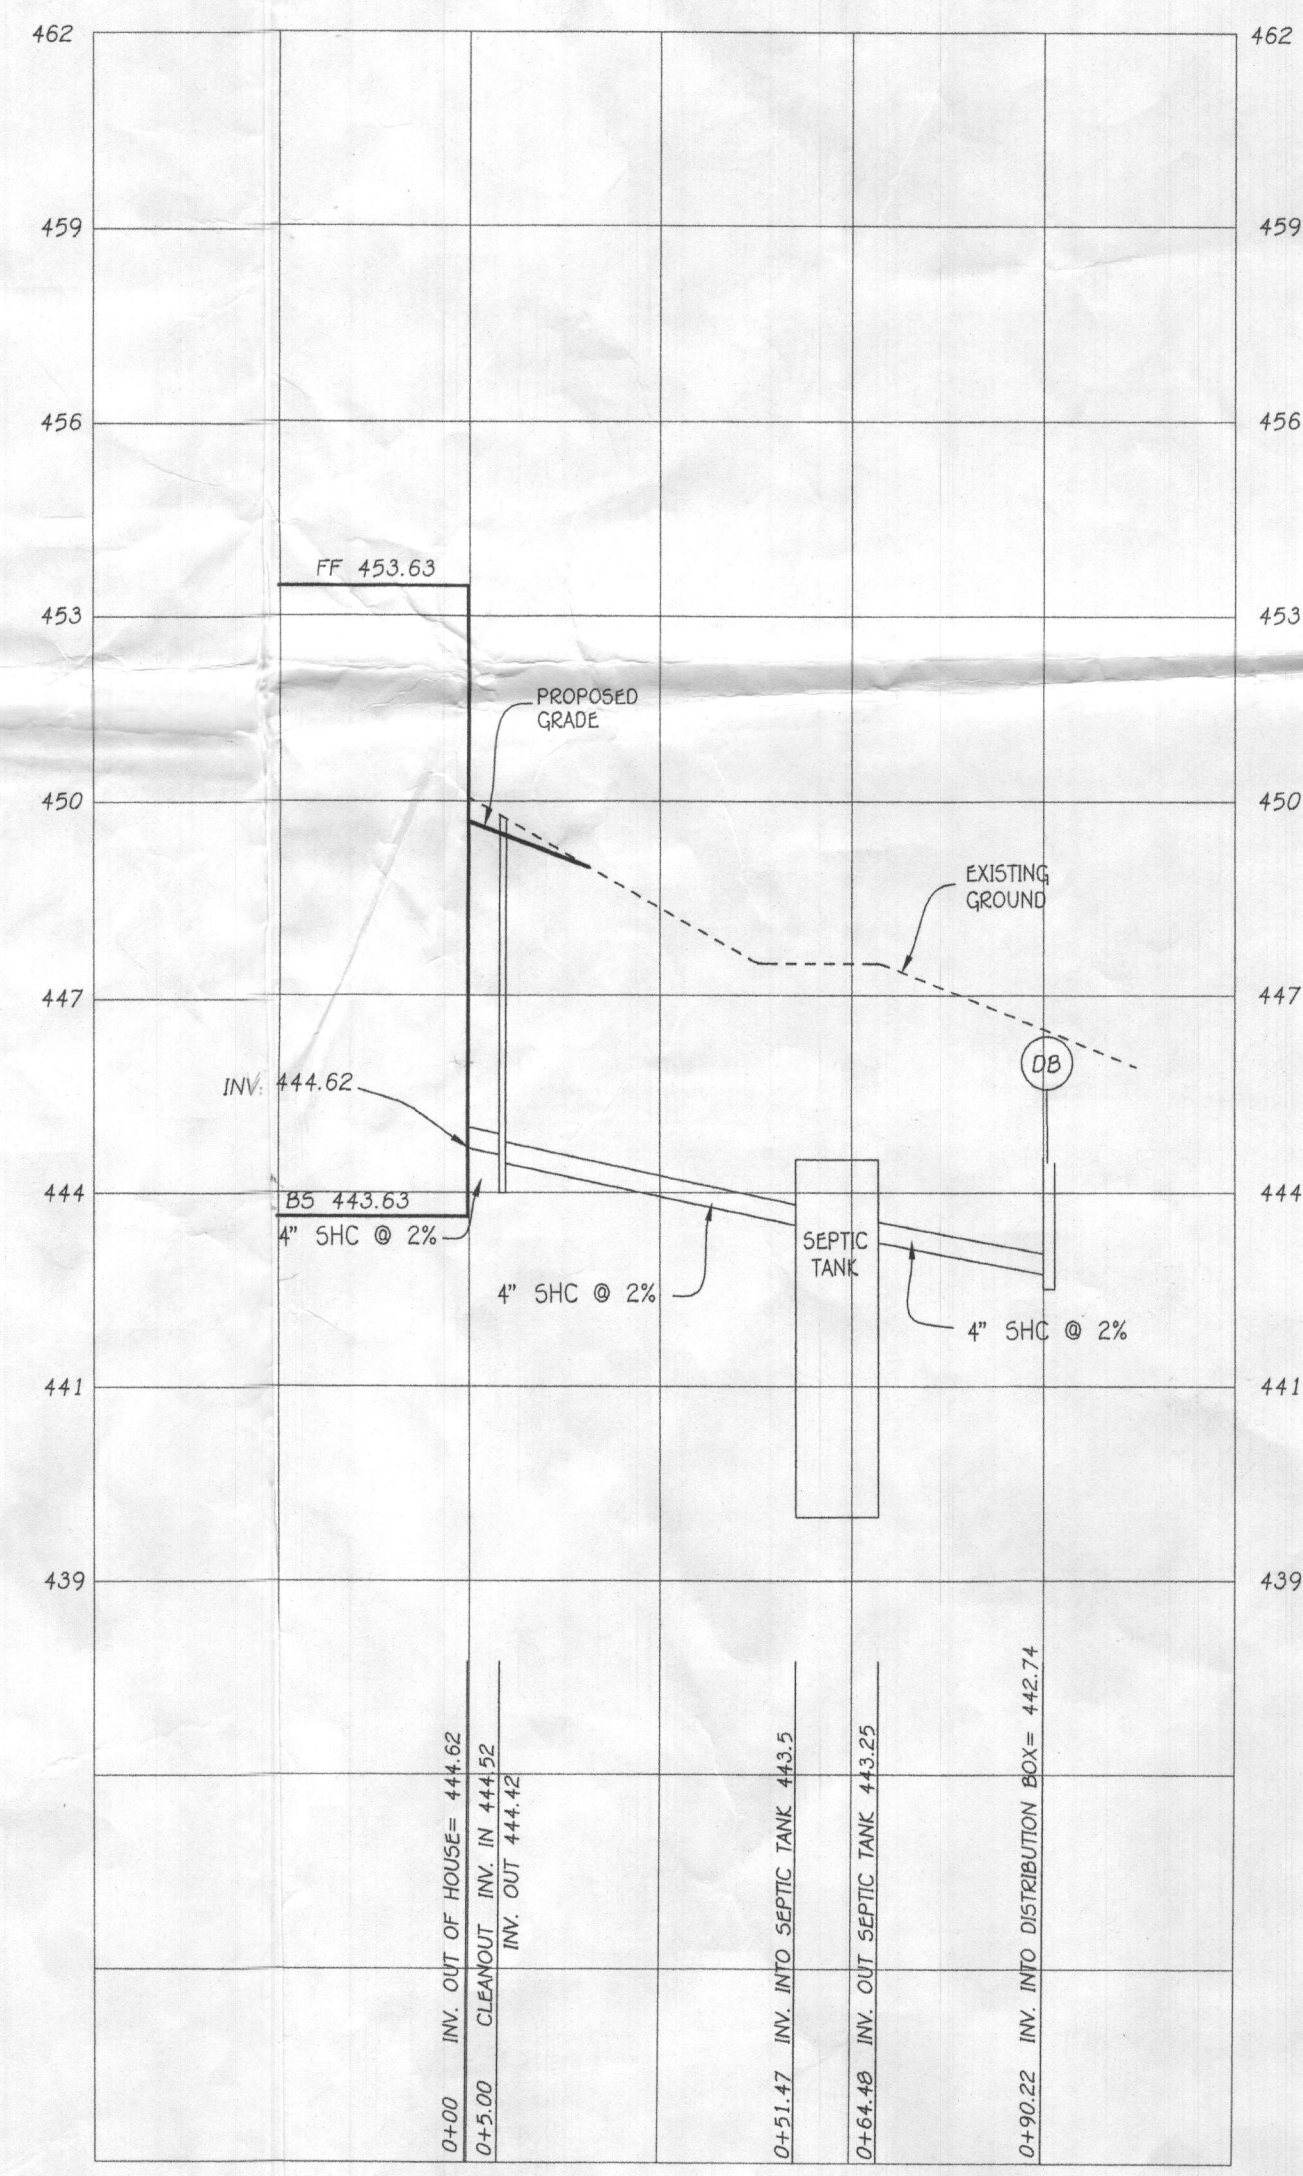 462 462
459 459
456 456
FF 453.63
453 453
PROPOSED
GRADE
450 450
EXISTING
GROUND
447 447
DB
INV. 444.62
444 444
BS 443.63
4" SHC @ 2%
SEPTIC
TANK
4" SHC @ 2%
4" SHC @ 2%
441 441
439 439
0+00 INV. OUT OF HOUSE= 444.62
0+5.00 CLEANOUT INV. IN 444.52
INV. OUT 444.42
0+51.47 INV. INTO SEPTIC TANK 443.5
0+64.48 INV. OUT SEPTIC TANK 443.25
0+90.22 INV. INTO DISTRIBUTION BOX= 442.74